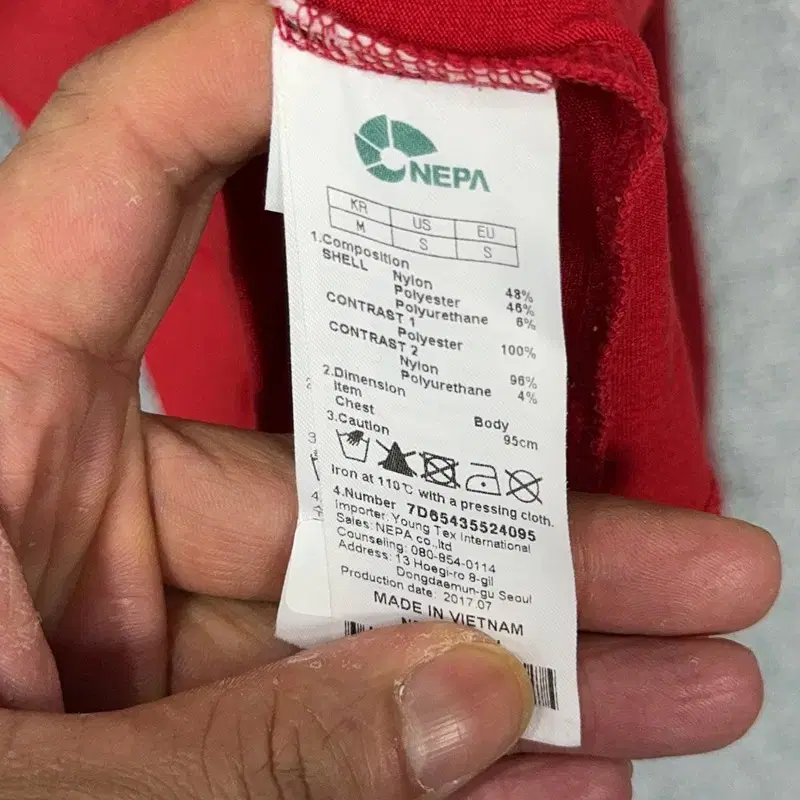 NEPA
KR US EU
M S S
1.Composition
SHELL Nylon 48%
Polyester 46%
Polyurethane 6%
CONTRAST 1
Polyester 100%
CONTRAST 2
Nylon 96%
Polyurethane 4%
2.Dimension
Item Body
Chest 95cm
3.Caution
Iron at 110℃ with a pressing cloth.
4.Number 7D65435524095
Importer: Young Tex International
Sales: NEPA co.,ltd
Counseling: 080-854-0114
Address: 13 Hoegi-ro 8-gil
Dongdaemun-gu Seoul
Production date: 2017.07
MADE IN VIETNAM